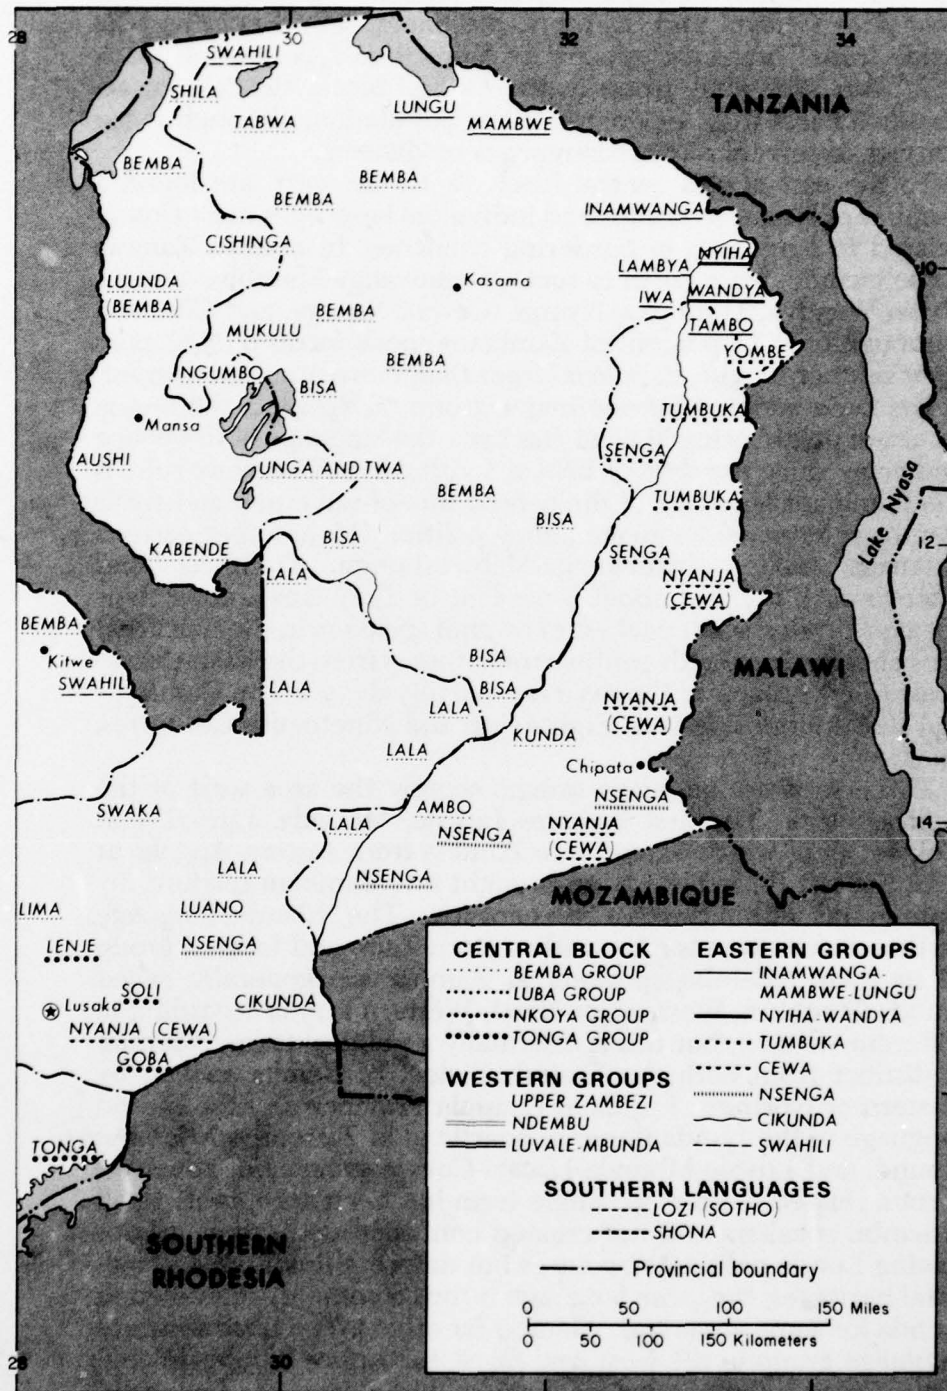 28
30
32
34
SWAHILI
SHILA
TABWA
LUNGU
MAMBWE
TANZANIA
BEMBA
BEMBA
BEMBA
INAMWANGA
CISHINGA
NYIHA
10
LAMBYA
LUUNDA
(BEMBA)
Kasama
IWA
WANDYA
BEMBA
MUKULU
TAMBO
BEMBA
YOMBE
NGUMBO
BISA
Mansa
TUMBUKA
AUSHI
SENGA
UNGA AND TWA
BEMBA
TUMBUKA
Lake Nyasa
BISA
BISA
12
KABENDE
SENGA
LALA
NYANJA
(CEWA)
BEMBA
Kitwe
BISA
MALAWI
SWAHILI
LALA
BISA
NYANJA
(CEWA)
LALA
KUNDA
LALA
Chipata
SWAKA
AMBO
NSENGA
LALA
NSENGA
NYANJA
(CEWA)
14
LALA
NSENGA
MOZAMBIQUE
LIMA
LUANO
LENJE
NSENGA
SOLI
Lusaka
CIKUNDA
NYANJA (CEWA)
GOBA
TONGA
SOUTHERN
RHODESIA
CENTRAL BLOCK
BEMBA GROUP
LUBA GROUP
NKOYA GROUP
TONGA GROUP
WESTERN GROUPS
UPPER ZAMBEZI
NDEMBU
LUVALE-MBUNDA
EASTERN GROUPS
INAMWANGA-
MAMBWE-LUNGU
NYIHA-WANDYA
TUMBUKA
CEWA
NSENGA
CIKUNDA
SWAHILI
SOUTHERN LANGUAGES
LOZI (SOTHO)
SHONA
Provincial boundary
0 50 100 150 Miles
0 50 100 150 Kilometers
28
30